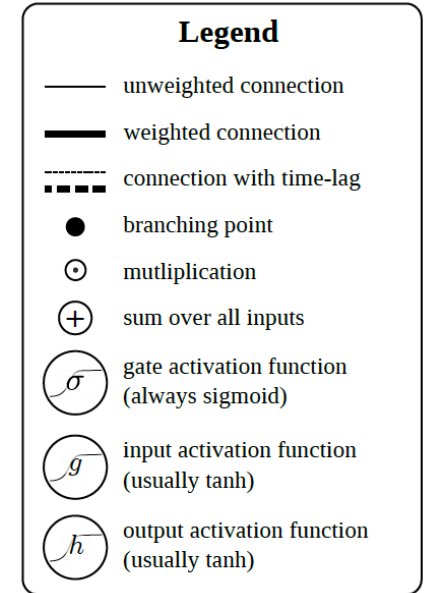 Legend
unweighted connection
weighted connection
connection with time-lag
branching point
mutliplication
+ sum over all inputs
σ gate activation function
(always sigmoid)
g input activation function
(usually tanh)
h output activation function
(usually tanh)